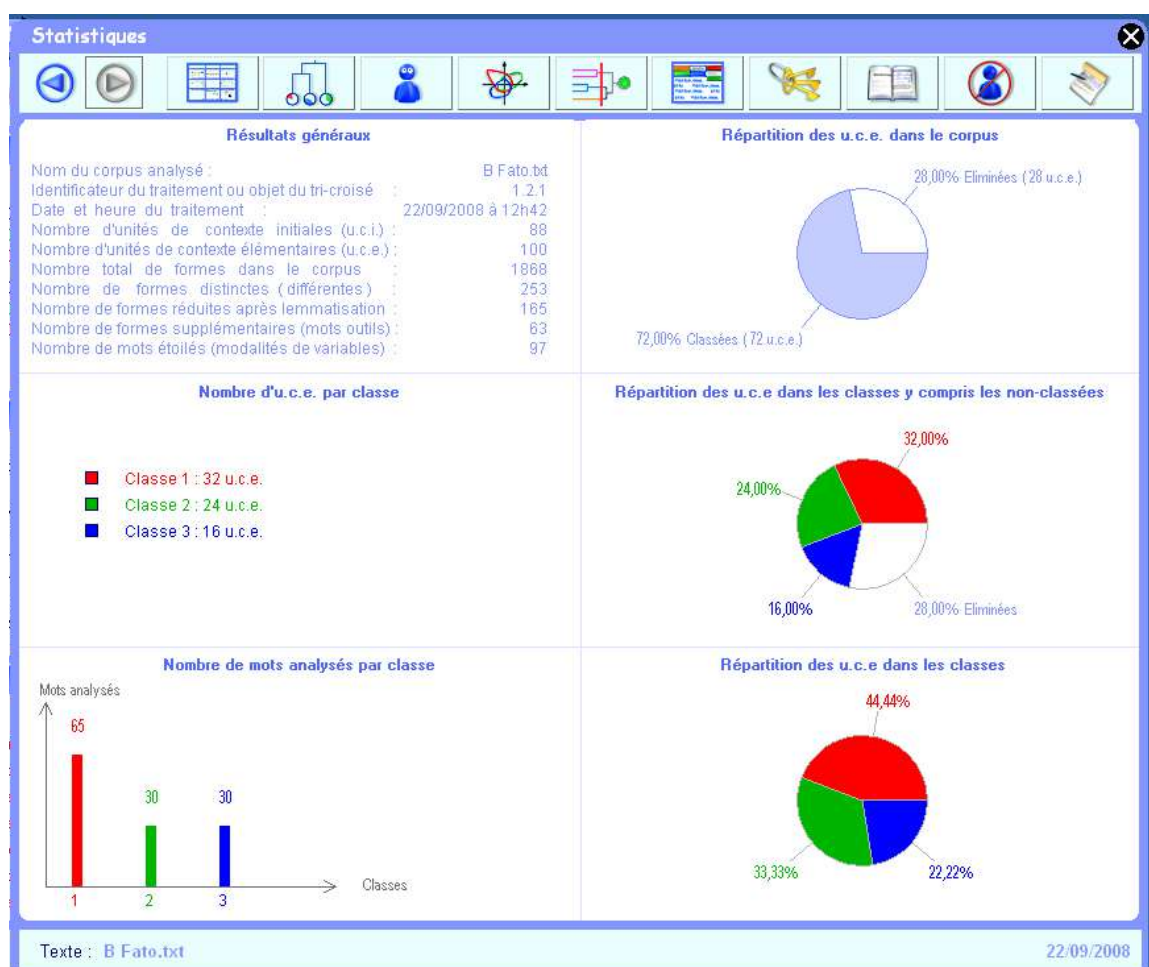 Statistiques
Résultats généraux
Nom du corpus analysé : B Fato.txt
Identificateur du traitement ou objet du tri-croisé : 1.2.1
Date et heure du traitement : 22/09/2008 à 12h42
Nombre d'unités de contexte initiales (u.c.i.) : 88
Nombre d'unités de contexte élémentaires (u.c.e.) : 100
Nombre total de formes dans le corpus : 1868
Nombre de formes distinctes (différentes) : 253
Nombre de formes réduites après lemmatisation : 165
Nombre de formes supplémentaires (mots outils) : 63
Nombre de mots étoilés (modalités de variables) : 97
Répartition des u.c.e. dans le corpus
28,00% Eliminées (28 u.c.e.)
72,00% Classées (72 u.c.e.)
Nombre d'u.c.e. par classe
Classe 1 : 32 u.c.e.
Classe 2 : 24 u.c.e.
Classe 3 : 16 u.c.e.
Répartition des u.c.e dans les classes y compris les non-classées
32,00%
24,00%
16,00%
28,00% Eliminées
Nombre de mots analysés par classe
Mots analysés
65
30 30
1 2 3
Classes
Répartition des u.c.e dans les classes
44,44%
33,33%
22,22%
Texte : B Fato.txt
22/09/2008